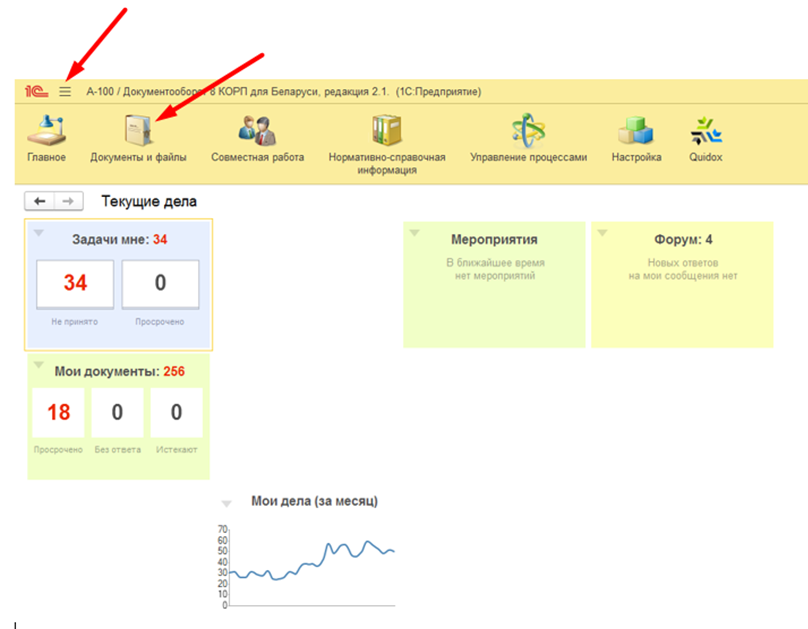 1С A-100 / Документооборот 8 КОРП для Беларуси, редакция 2.1. (1С:Предприятие)
Главное Документы и файлы Совместная работа Нормативно-справочная Управление процессами Настройка Quidox
информация
Текущие дела
Задачи мне: 34
34 0
Не принято Просрочено
Мероприятия
В ближайшее время
нет мероприятий
Форум: 4
Новых ответов
на мои сообщения нет
Мои документы: 256
18 0 0
Просрочено Без ответа Истекают
Мои дела (за месяц)
70
60
50
40
30
20
10
0